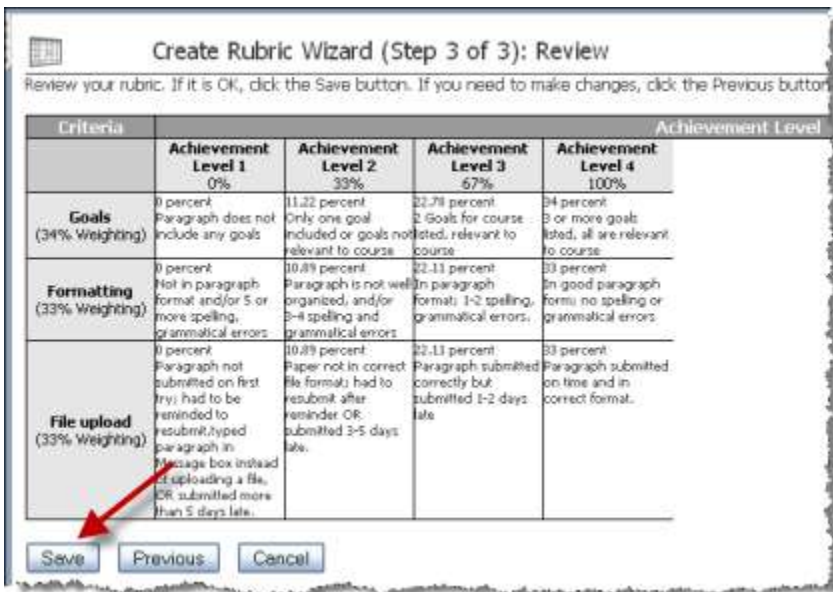 Create Rubric Wizard (Step 3 of 3): Review
Review your rubric. If it is OK, click the Save button. If you need to make changes, click the Previous button
Criteria
Achievement Level
Achievement
Level 1
0%
Achievement
Level 2
33%
Achievement
Level 3
67%
Achievement
Level 4
100%
Goals
(34% Weighting)
0 percent
Paragraph does not
include any goals
11.22 percent
Only one goal
included or goals not
relevant to course
22.78 percent
2 Goals for course
listed, relevant to
course
34 percent
3 or more goals
listed, all are relevant
to course
Formatting
(33% Weighting)
0 percent
Not in paragraph
format and/or 5 or
more spelling,
grammatical errors
10.89 percent
Paragraph is not well
organized, and/or
3-4 spelling and
grammatical errors
22.11 percent
In paragraph
format; 1-2 spelling,
grammatical errors.
33 percent
In good paragraph
form; no spelling or
grammatical errors
File upload
(33% Weighting)
0 percent
Paragraph not
submitted on first
try; had to be
reminded to
resubmit,typed
paragraph in
Message box instead
of uploading a file,
OR submitted more
than 5 days late.
10.89 percent
Paper not in correct
file format; had to
resubmit after
reminder OR
submitted 3-5 days
late.
22.11 percent
Paragraph submitted
correctly but
submitted 1-2 days
late
33 percent
Paragraph submitted
on time and in
correct format.
Save
Previous
Cancel